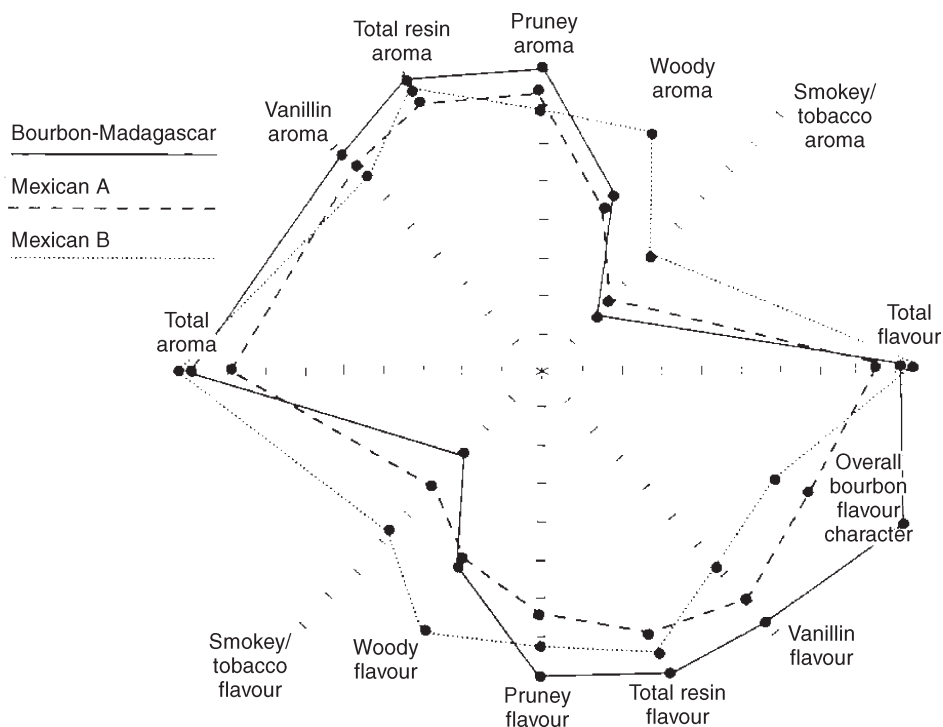 Pruney
aroma
Total resin
aroma
Woody
aroma
Smokey/
tobacco
aroma
Vanillin
aroma
Bourbon-Madagascar
Mexican A
Mexican B
Total
aroma
Total
flavour
Overall
bourbon
flavour
character
Smokey/
tobacco
flavour
Woody
flavour
Pruney
flavour
Total resin
flavour
Vanillin
flavour